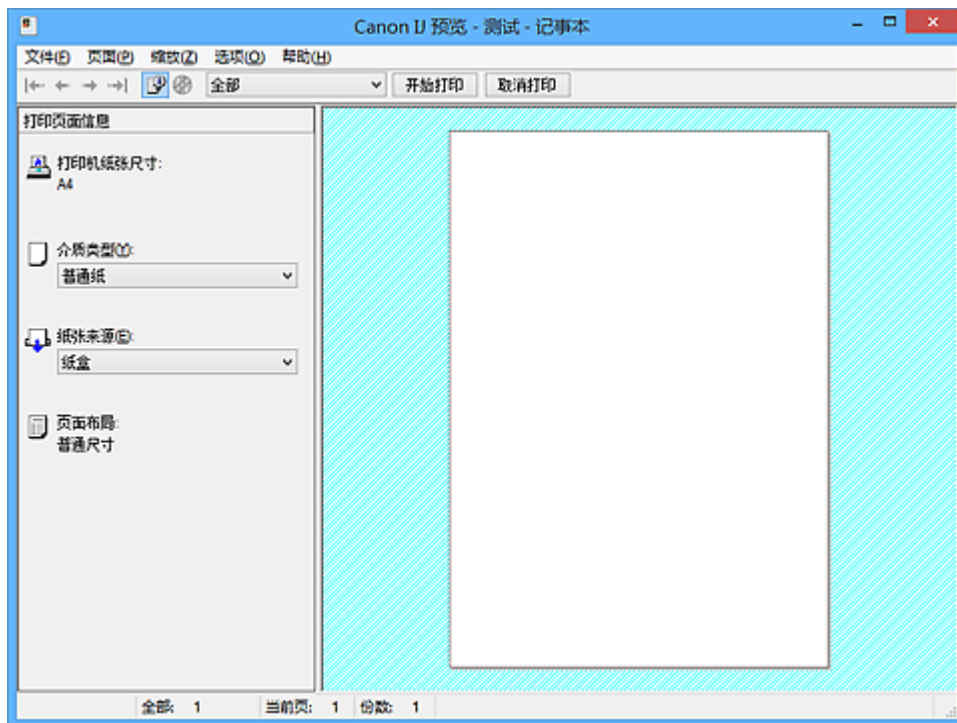 Canon IJ 预览 - 测试 - 记事本
文件(F) 页面(P) 缩放(Z) 选项(O) 帮助(H)
全部 开始打印 取消打印
打印页面信息
打印机纸张尺寸:
A4
介质类型(Y):
普通纸
纸张来源(E):
纸盒
页面布局:
普通尺寸
全部: 1 当前页: 1 份数: 1